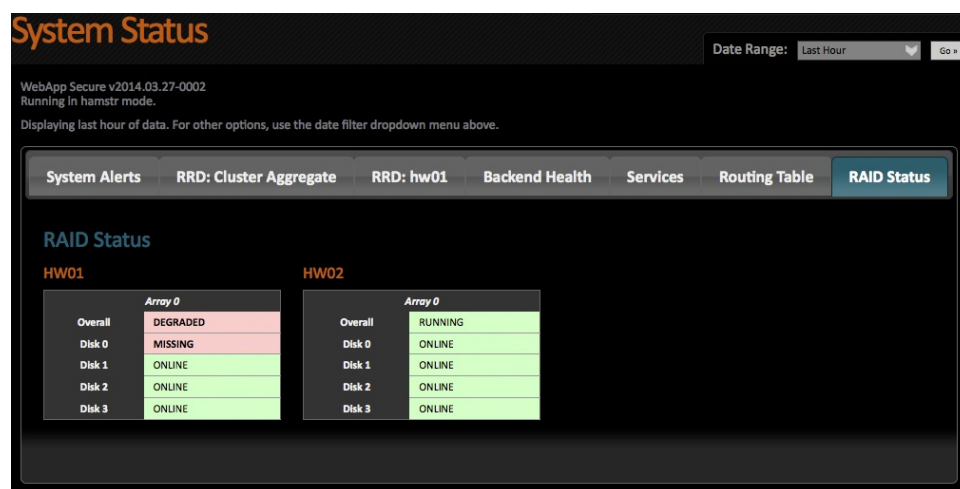 System Status
Date Range: Last Hour Go »
WebApp Secure v2014.03.27-0002
Running in hamstr mode.
Displaying last hour of data. For other options, use the date filter dropdown menu above.
System Alerts RRD: Cluster Aggregate RRD: hw01 Backend Health Services Routing Table RAID Status
RAID Status
HW01
Array 0
Overall DEGRADED
Disk 0 MISSING
Disk 1 ONLINE
Disk 2 ONLINE
Disk 3 ONLINE
HW02
Array 0
Overall RUNNING
Disk 0 ONLINE
Disk 1 ONLINE
Disk 2 ONLINE
Disk 3 ONLINE